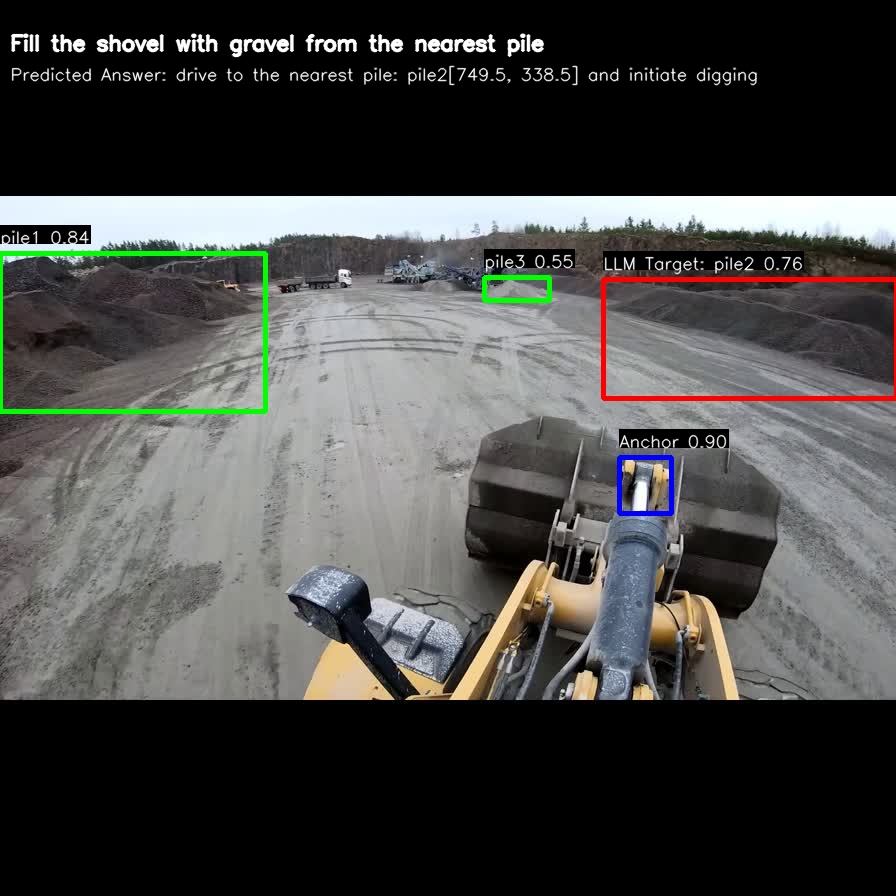 Fill the shovel with gravel from the nearest pile
Predicted Answer: drive to the nearest pile: pile2[749.5, 338.5] and initiate digging
pile1 0.84
pile3 0.55
LLM Target: pile2 0.76
Anchor 0.90